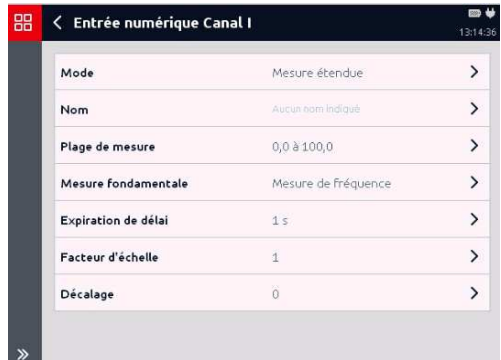 Entrée numérique Canal I
13:14:36
Mode Mesure étendue
Nom Aucun nom indiqué
Plage de mesure 0,0 à 100,0
Mesure fondamentale Mesure de fréquence
Expiration de délai 1 s
Facteur d'échelle 1
Décalage 0